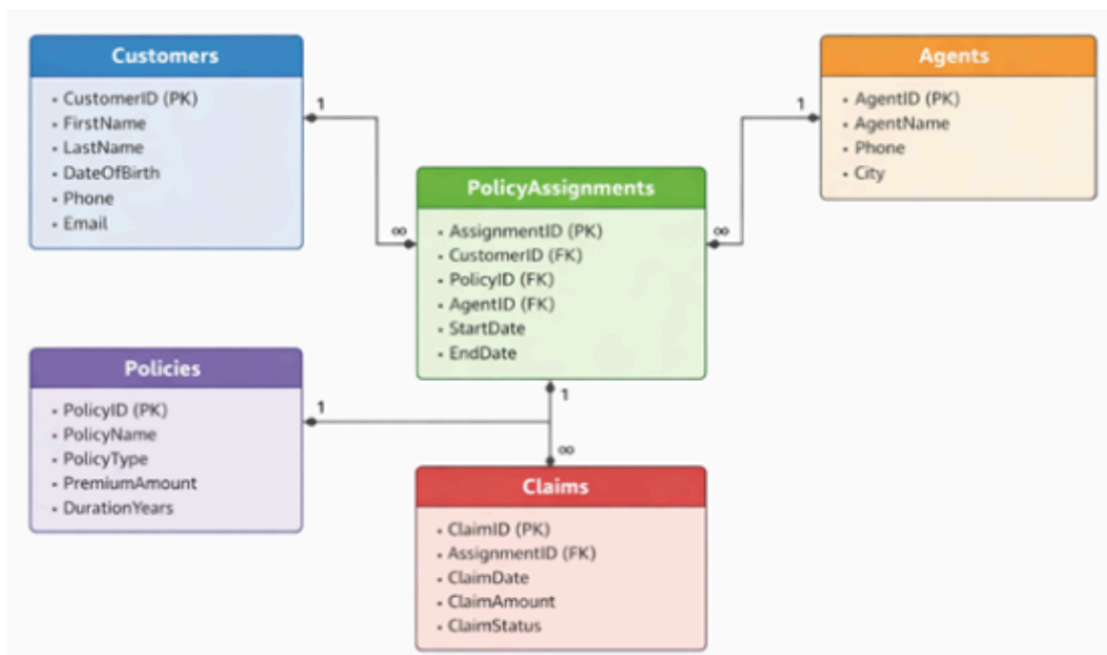 Customers
• CustomerID (PK)
• FirstName
• LastName
• DateOfBirth
• Phone
• Email
1
∞
Agents
• AgentID (PK)
• AgentName
• Phone
• City
1
∞
PolicyAssignments
• AssignmentID (PK)
• CustomerID (FK)
• PolicyID (FK)
• AgentID (FK)
• StartDate
• EndDate
Policies
• PolicyID (PK)
• PolicyName
• PolicyType
• PremiumAmount
• DurationYears
1
1
∞
Claims
• ClaimID (PK)
• AssignmentID (FK)
• ClaimDate
• ClaimAmount
• ClaimStatus